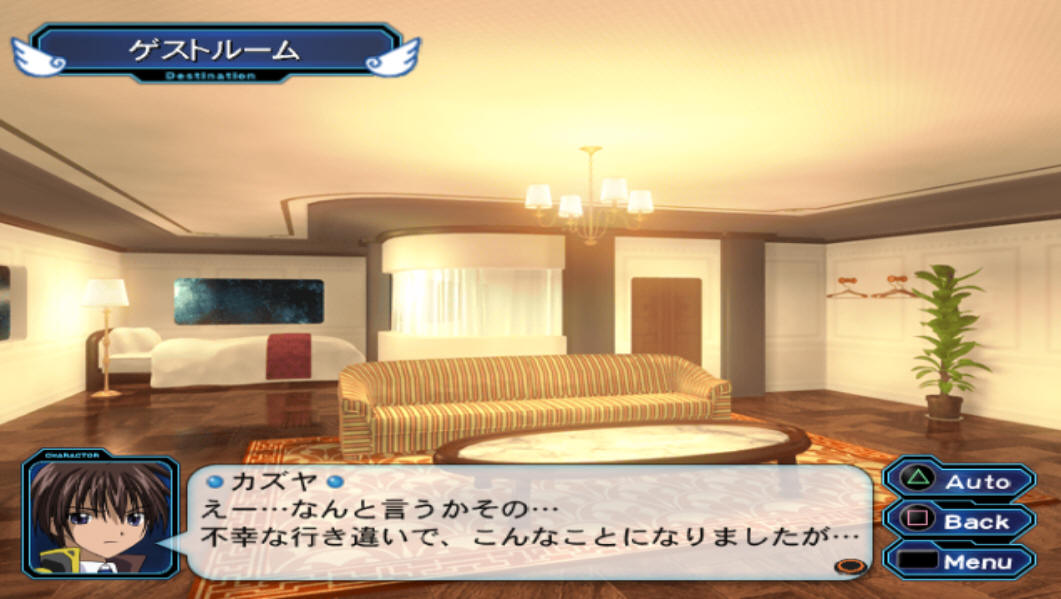 ゲストルーム
Destination
CHARACTOR
カズヤ
えー…なんと言うかその…
不幸な行き違いで、こんなことになりましたが…
Auto
Back
Menu